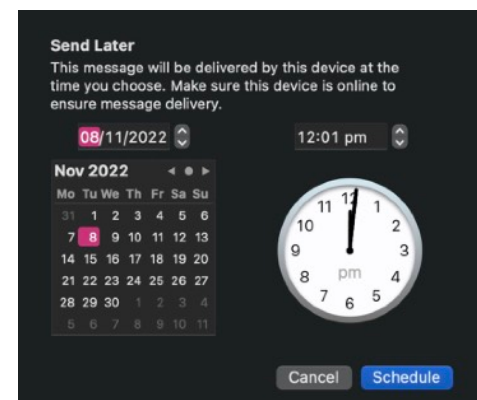 Send Later
This message will be delivered by this device at the
time you choose. Make sure this device is online to
ensure message delivery.
08/11/2022 12:01 pm
Nov 2022
Mo Tu We Th Fr Sa Su
31 1 2 3 4 5 6
7 8 9 10 11 12 13
14 15 16 17 18 19 20
21 22 23 24 25 26 27
28 29 30 1 2 3 4
5 6 7 8 9 10 11
12 1 2 3 4 5 6 7 8 9 10 11
pm
Cancel Schedule